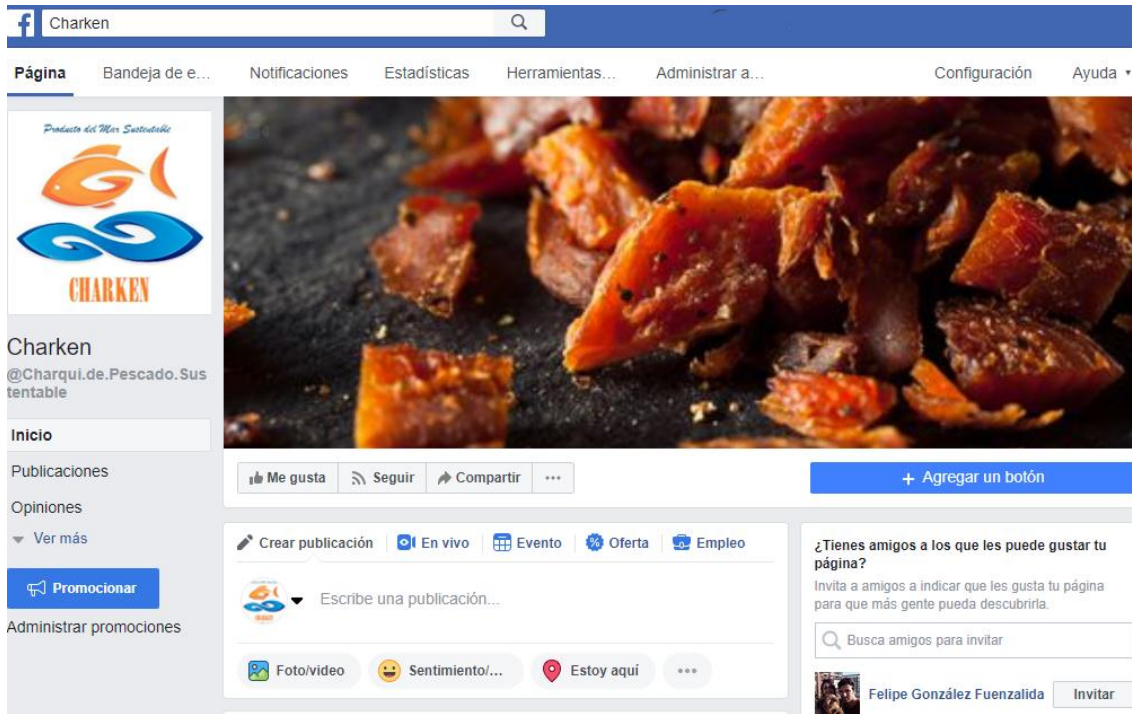 Charken
Página Bandeja de e... Notificaciones Estadísticas Herramientas... Administrar a... Configuración Ayuda
Producto del Mar Sustentable
CHARKEN
Charken
@Charqui.de.Pescado.Sus
tentable
Inicio
Publicaciones
Opiniones
Ver más
Promocionar
Administrar promociones
Me gusta Seguir Compartir ...
+ Agregar un botón
Crear publicación En vivo Evento Oferta Empleo
Escribe una publicación...
Foto/video Sentimiento/... Estoy aquí ...
¿Tienes amigos a los que les puede gustar tu
página?
Invita a amigos a indicar que les gusta tu página
para que más gente pueda descubrirla.
Busca amigos para invitar
Felipe González Fuenzalida Invitar